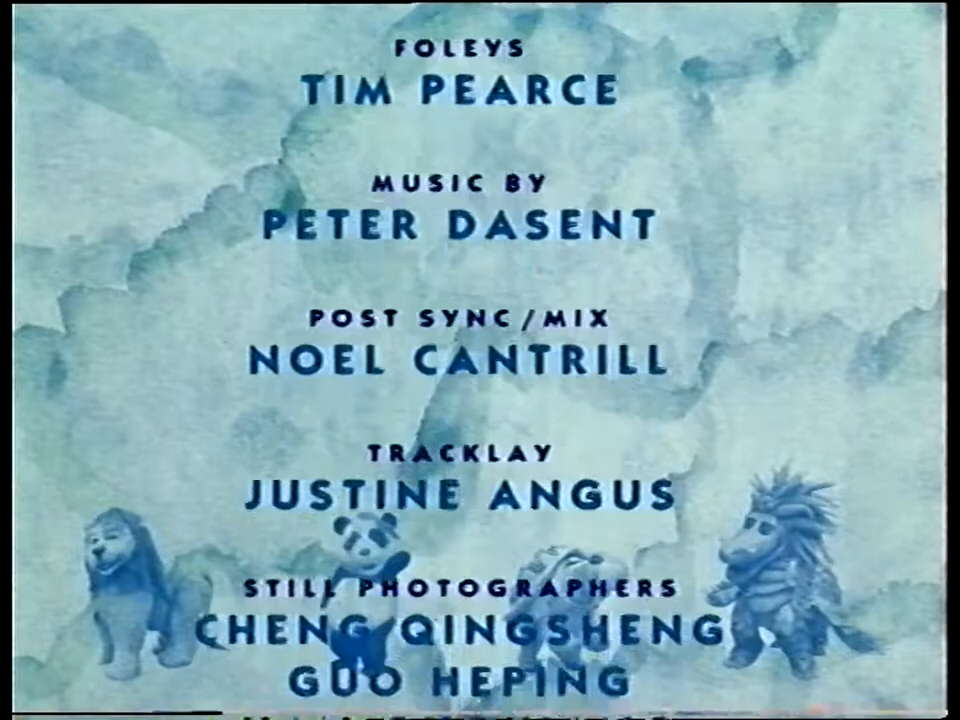 FOLEYS
TIM PEARCE
MUSIC BY
PETER DASENT
POST SYNC/MIX
NOEL CANTRILL
TRACKLAY
JUSTINE ANGUS
STILL PHOTOGRAPHERS
CHENG QINGSHENG
GUO HEPING